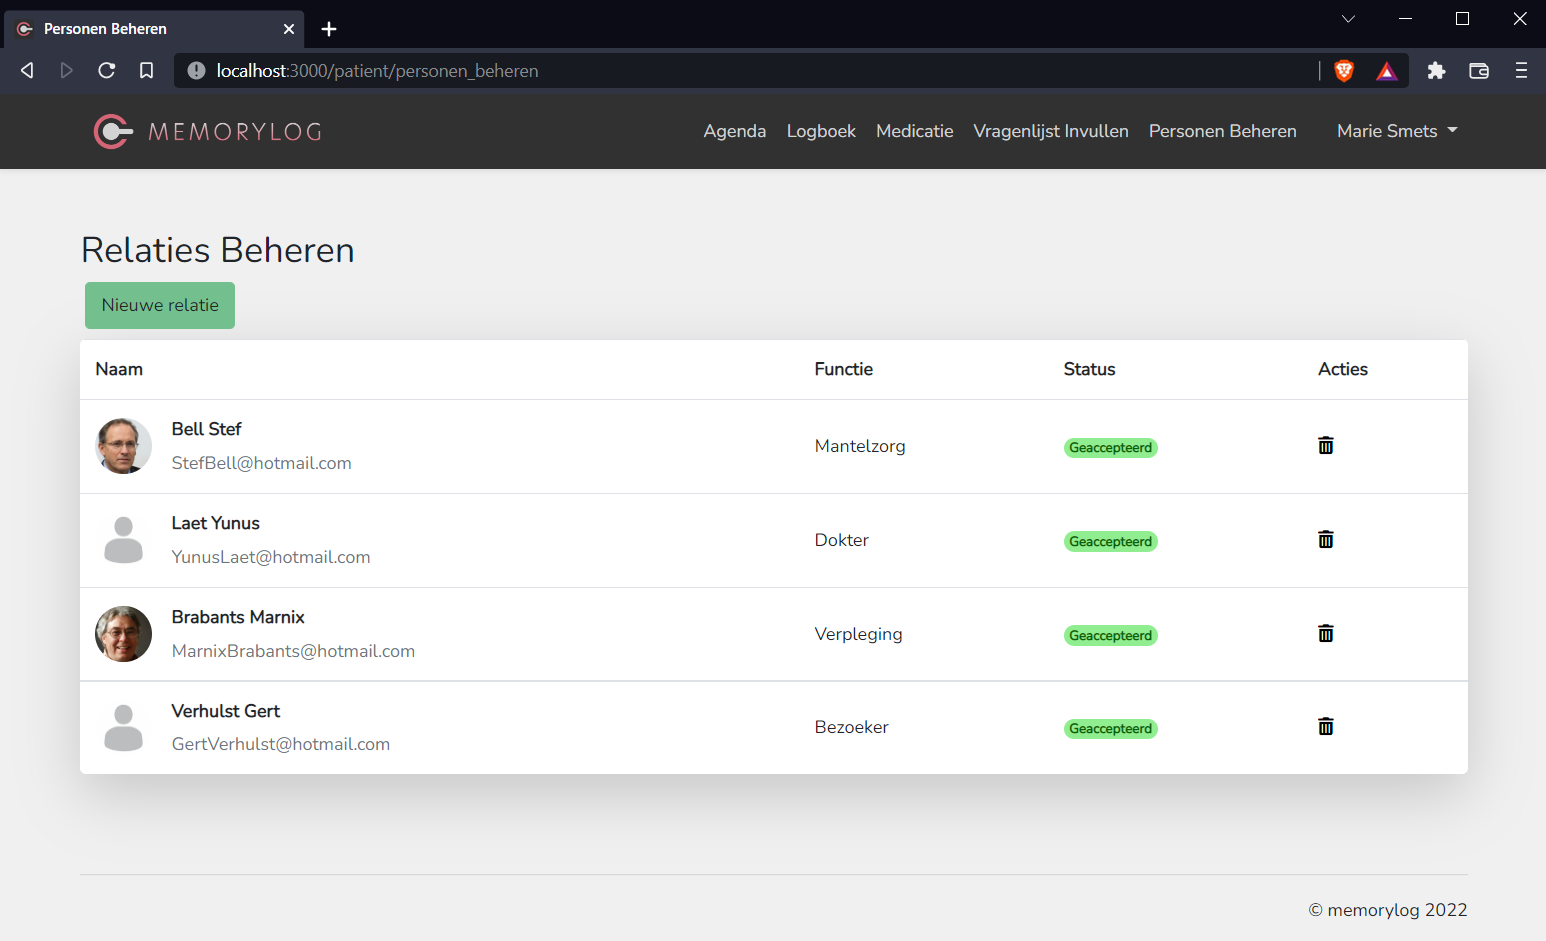 Personen Beheren
localhost:3000/patient/personen_beheren
MEMORYLOG
Agenda Logboek Medicatie Vragenlijst Invullen Personen Beheren Marie Smets
Relaties Beheren
Nieuwe relatie
Naam Functie Status Acties
Bell Stef
StefBell@hotmail.com
Mantelzorg Geaccepteerd
Laet Yunus
YunusLaet@hotmail.com
Dokter Geaccepteerd
Brabants Marnix
MarnixBrabants@hotmail.com
Verpleging Geaccepteerd
Verhulst Gert
GertVerhulst@hotmail.com
Bezoeker Geaccepteerd
© memorylog 2022